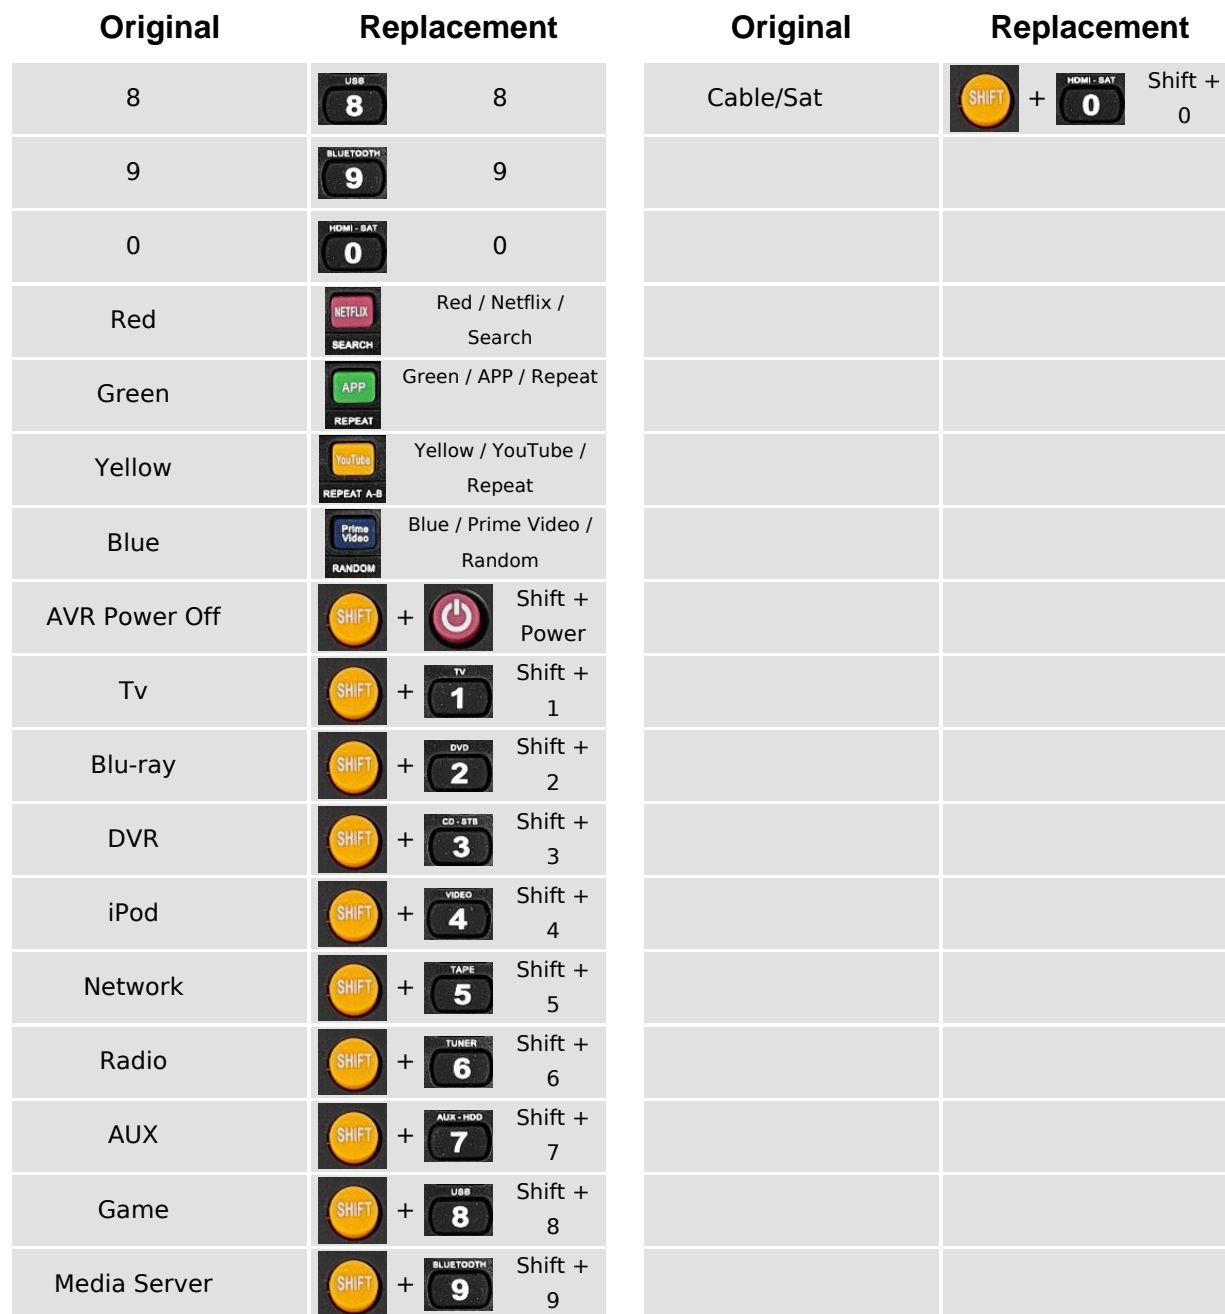 Original Replacement Original Replacement
8 USB 8 8 Cable/Sat SHIFT + HDMI - SAT 0 Shift + 0
9 BLUETOOTH 9 9
0 HDMI - SAT 0 0
Red NETFLIX SEARCH Red / Netflix / Search
Green APP REPEAT Green / APP / Repeat
Yellow YouTube REPEAT A-B Yellow / YouTube / Repeat
Blue Prime Video RANDOM Blue / Prime Video / Random
AVR Power Off SHIFT + Shift + Power
Tv SHIFT + TV 1 Shift + 1
Blu-ray SHIFT + DVD 2 Shift + 2
DVR SHIFT + CD - STB 3 Shift + 3
iPod SHIFT + VIDEO 4 Shift + 4
Network SHIFT + TAPE 5 Shift + 5
Radio SHIFT + TUNER 6 Shift + 6
AUX SHIFT + AUX - HDD 7 Shift + 7
Game SHIFT + USB 8 Shift + 8
Media Server SHIFT + BLUETOOTH 9 Shift + 9